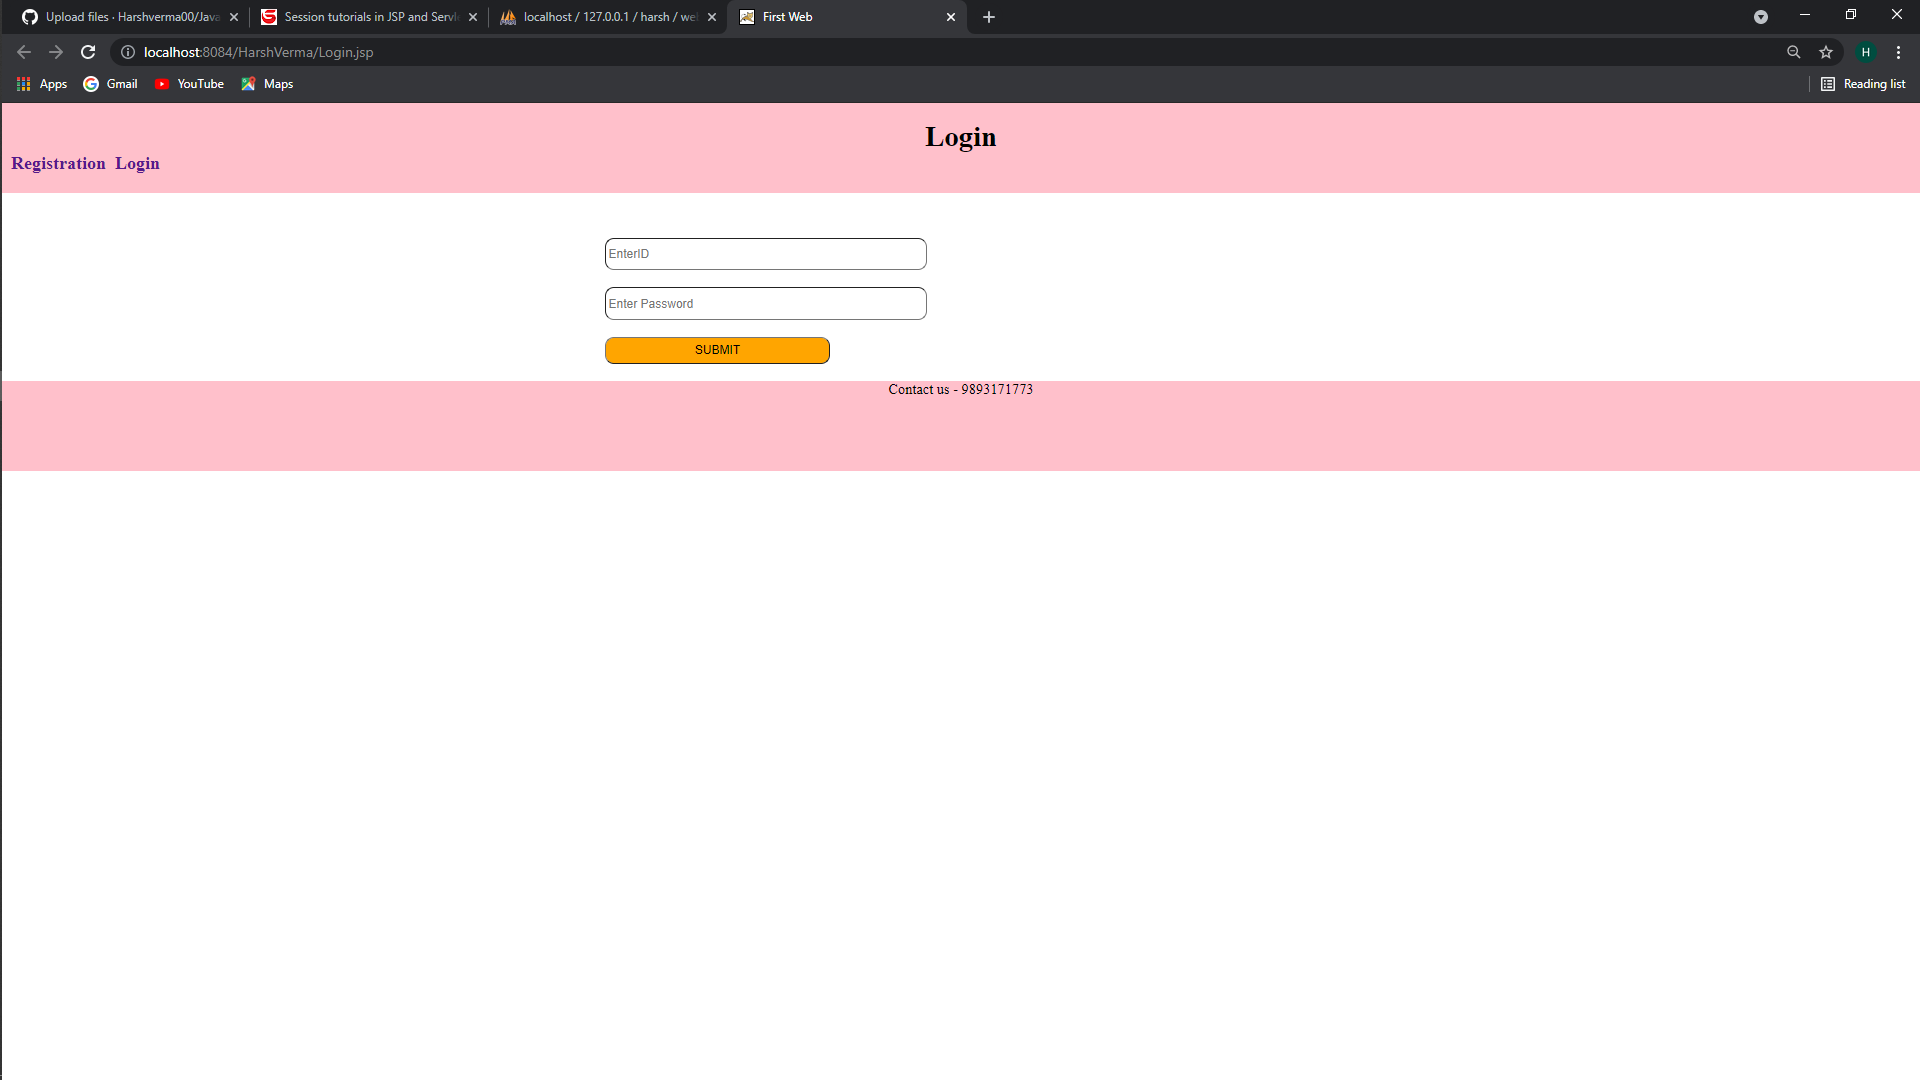 Upload files · Harshverma00/Java
Session tutorials in JSP and Servl
localhost / 127.0.0.1 / harsh / we
First Web
localhost:8084/HarshVerma/Login.jsp
H
Apps
Gmail
YouTube
Maps
Reading list
Login
Registration Login
EnterID
Enter Password
SUBMIT
Contact us - 9893171773